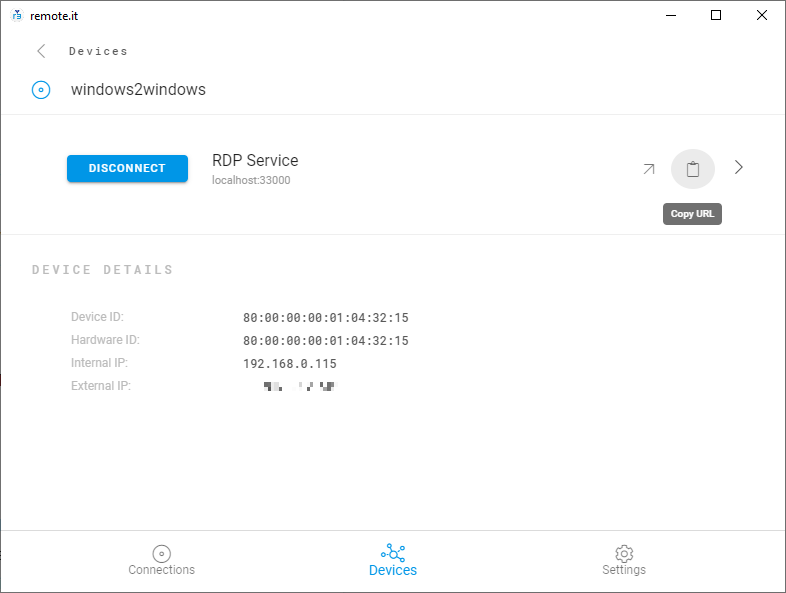 remote.it
Devices
windows2windows
DISCONNECT
RDP Service
localhost:33000
Copy URL
DEVICE DETAILS
Device ID: 80:00:00:00:01:04:32:15
Hardware ID: 80:00:00:00:01:04:32:15
Internal IP: 192.168.0.115
External IP:
Connections
Devices
Settings